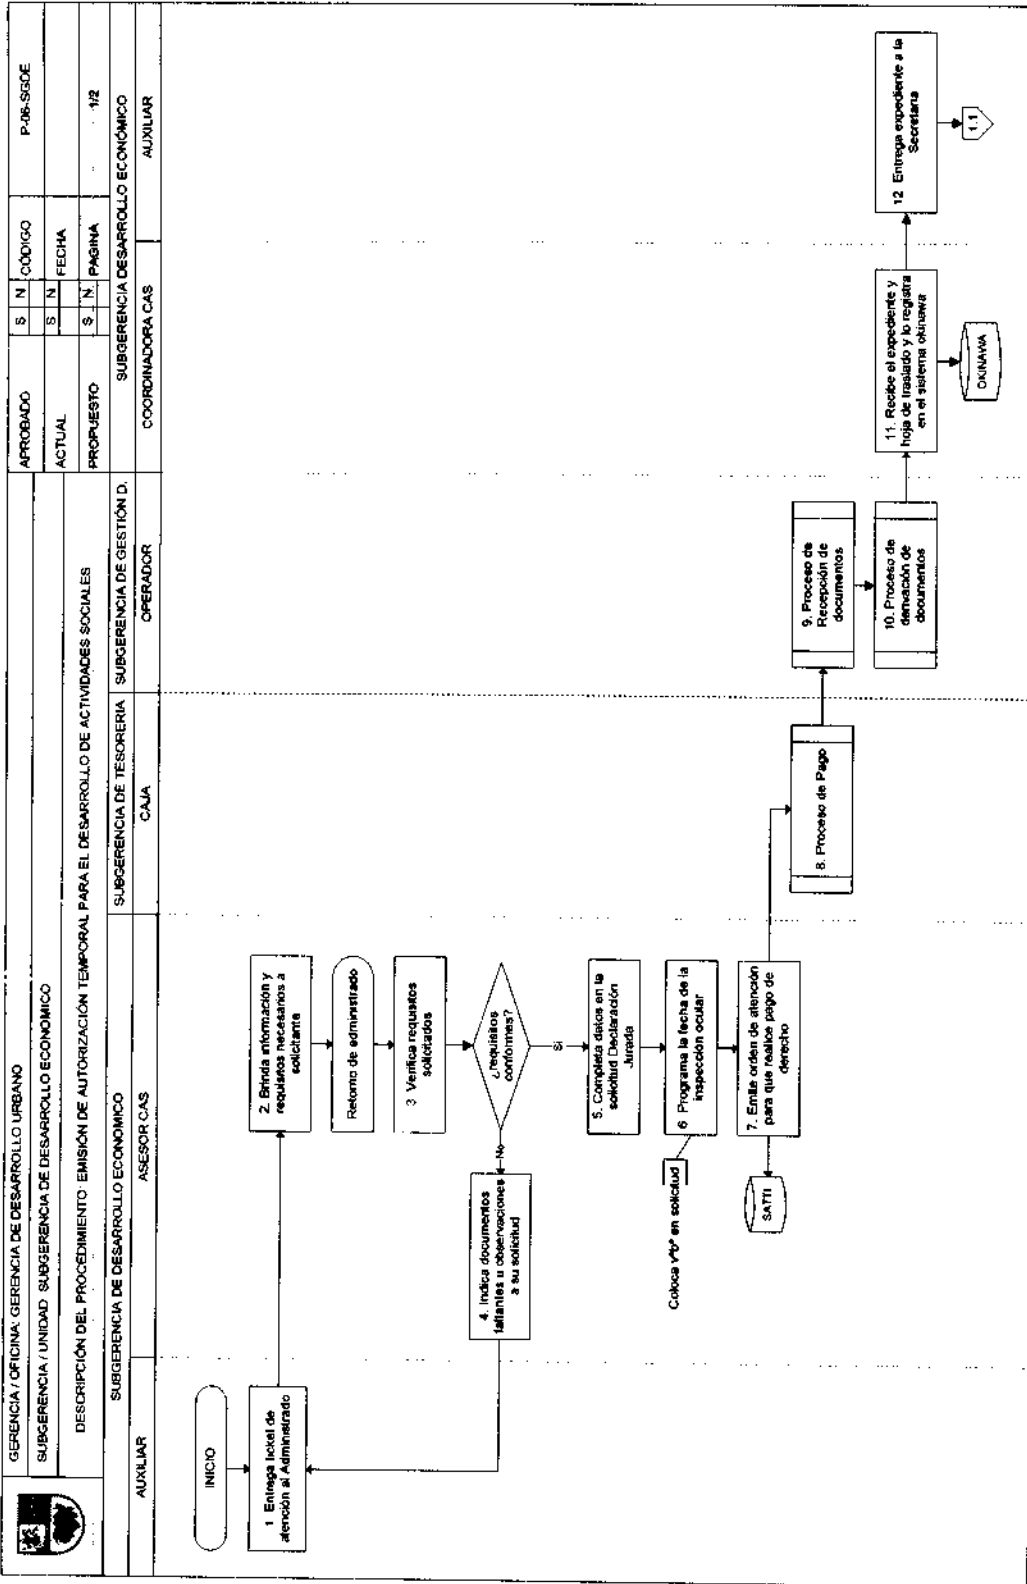 GERENCIA / OFICINA: GERENCIA DE DESARROLLO URBANO
SUBGERENCIA / UNIDAD: SUBGERENCIA DE DESARROLLO ECONOMICO
DESCRIPCIÓN DEL PROCEDIMIENTO: EMISIÓN DE AUTORIZACIÓN TEMPORAL PARA EL DESARROLLO DE ACTIVIDADES SOCIALES
APROBADO S N CÓDIGO P-06-SGDE
ACTUAL S N FECHA
PROPUESTO S N PAGINA 1/2
SUBGERENCIA DE DESARROLLO ECONOMICO
SUBGERENCIA DE TESORERIA
SUBGERENCIA DE GESTIÓN D.
SUBGERENCIA DESARROLLO ECONÓMICO
AUXILIAR
ASESOR CAS
CAJA
OPERADOR
COORDINADORA CAS
AUXILIAR
INICIO
1 Entrega ticket de
atención al Administrado
2. Brinda información y
requisitos necesarios a
solicitante
Retorno de administrado
3 Verifica requisitos
solicitados
¿requisitos
conformes?
No
Si
4. Indica documentos
faltantes u observaciones
a su solicitud
5. Completa datos en la
solicitud Declaración
Jurada
6 Programa la fecha de la
inspección ocular
Coloca v°b° en solicitud
7. Emite orden de atención
para que realice pago de
derecho
SATTI
8. Proceso de Pago
9. Proceso de
Recepción de
documentos
10. Proceso de
derivación de
documentos
11. Recibe el expediente y
hoja de traslado y lo registra
en el sistema okinawa
OKINAWA
12 Entrega expediente a la
Secretaria
1.1